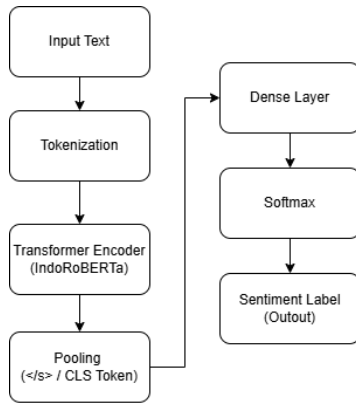 Input Text
Tokenization
Transformer Encoder
(IndoRoBERTa)
Pooling
(</s> / CLS Token)
Dense Layer
Softmax
Sentiment Label
(Outout)